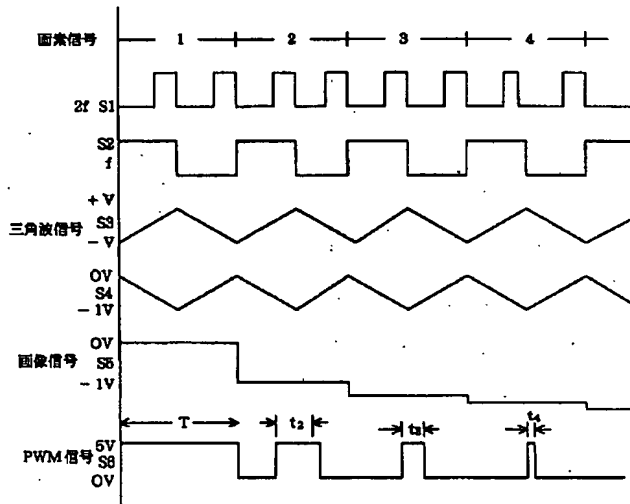 画素信号 1 2 3 4
2f S1
S2
f
+V
三角波信号 S3
-V
0V
S4
-1V
0V
画像信号 S5
-1V
T t2 t3 t4
5V
PWM信号 S6
0V